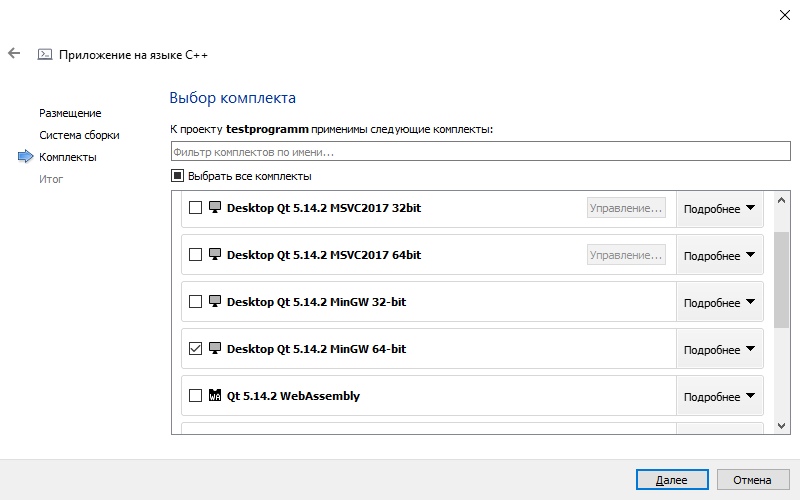 Приложение на языке C++
Размещение
Система сборки
Комплекты
Итог
Выбор комплекта
К проекту testprogramm применимы следующие комплекты:
Фильтр комплектов по имени...
Выбрать все комплекты
Desktop Qt 5.14.2 MSVC2017 32bit Управление... Подробнее
Desktop Qt 5.14.2 MSVC2017 64bit Управление... Подробнее
Desktop Qt 5.14.2 MinGW 32-bit Подробнее
Desktop Qt 5.14.2 MinGW 64-bit Подробнее
Qt 5.14.2 WebAssembly Подробнее
Далее Отмена